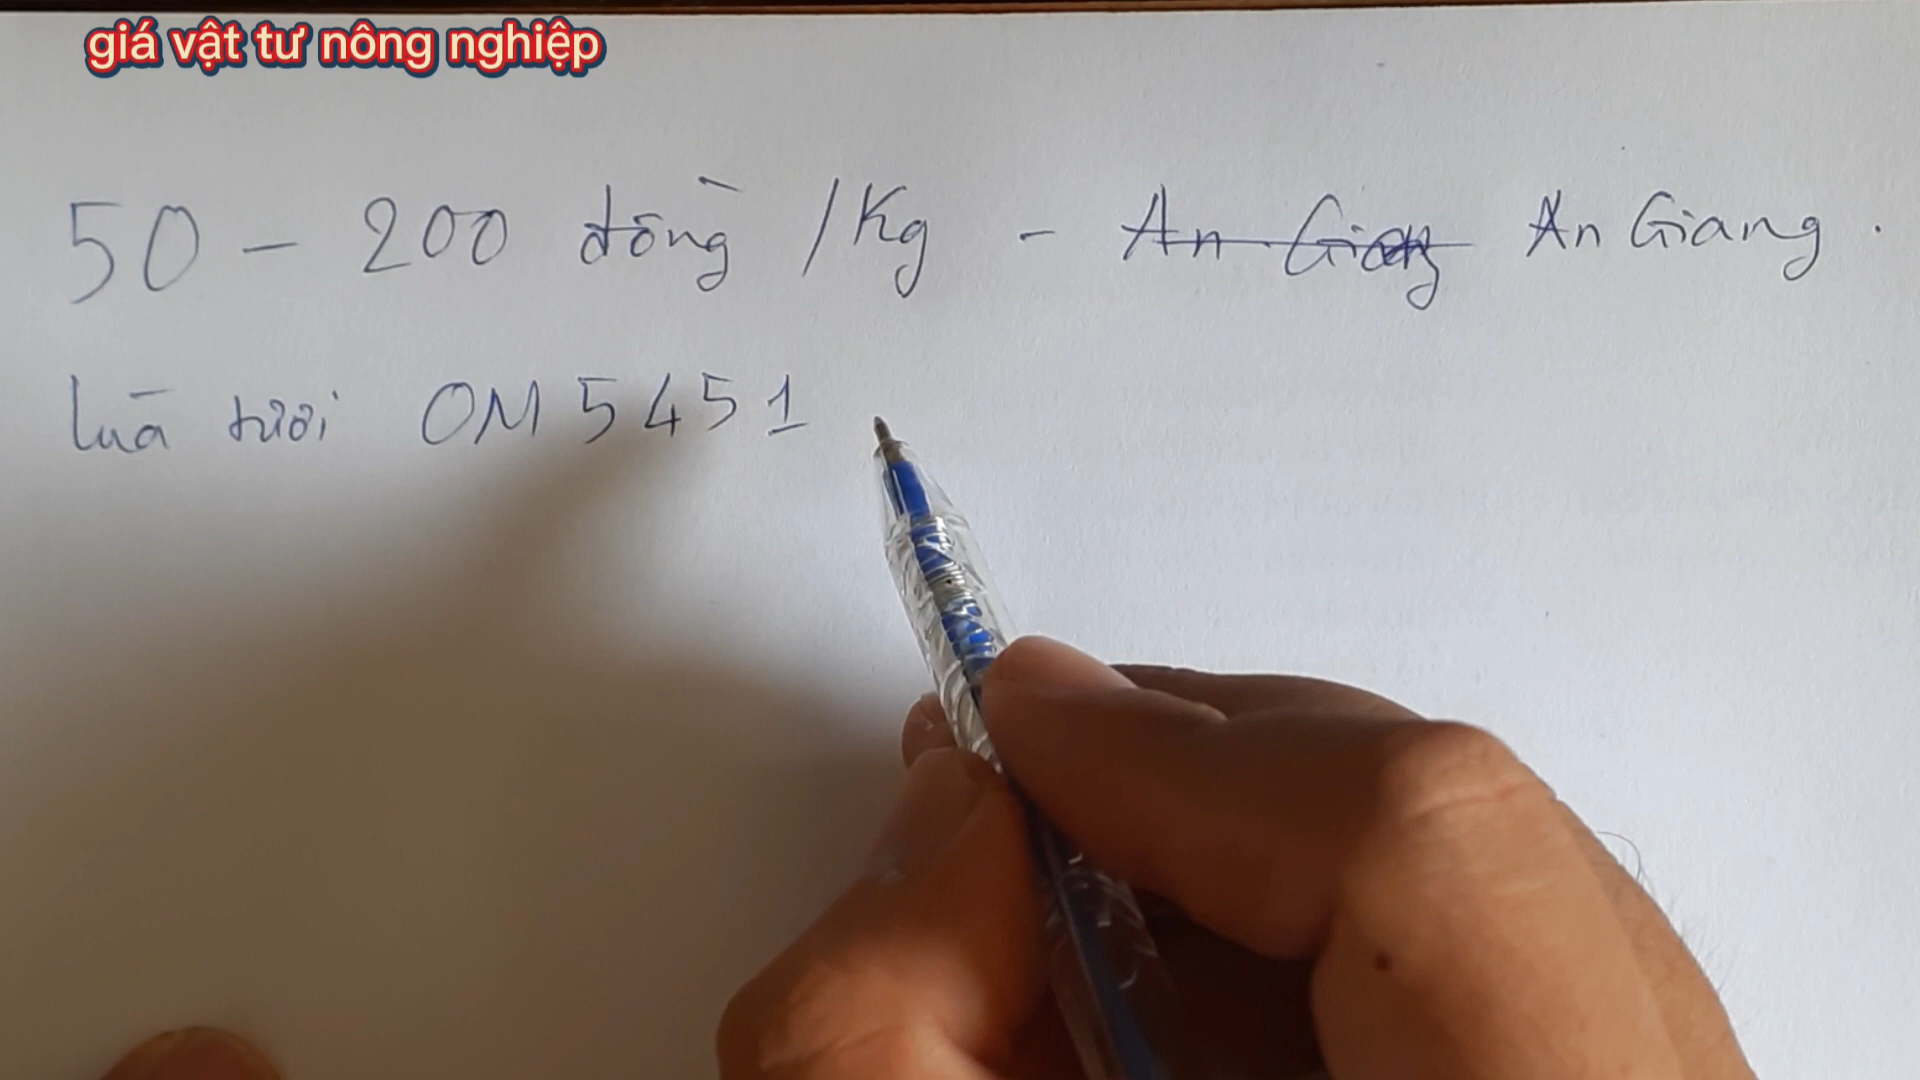 giá vật tư nông nghiệp
50 - 200 đồng /Kg - An Giang An Giang.
lúa tươi OM 5451